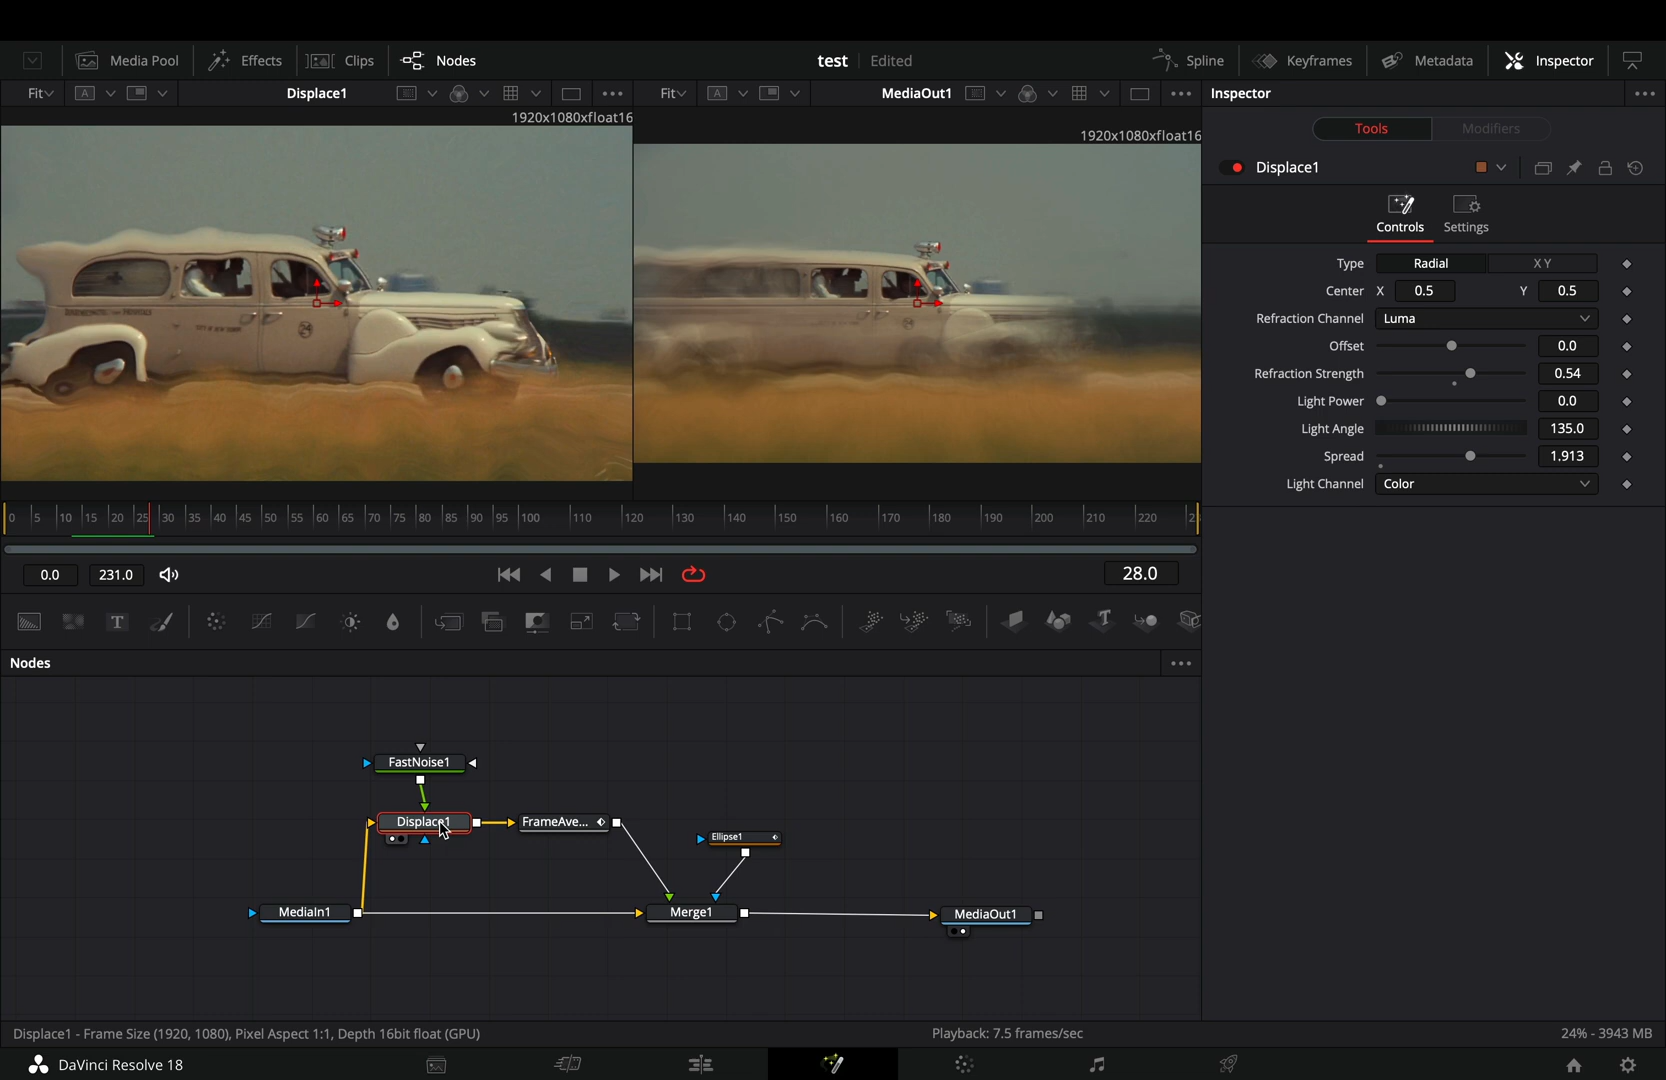 Media Pool
Effects
Clips
Nodes
test
Edited
Spline
Keyframes
Metadata
Inspector
Fit
A
Displace1
Fit
A
MediaOut1
Inspector
1920x1080xfloat16
1920x1080xfloat16
Tools
Modifiers
Displace1
Controls
Settings
Type Radial X Y
Center X 0.5 Y 0.5
Refraction Channel Luma
Offset 0.0
Refraction Strength 0.54
Light Power 0.0
Light Angle 135.0
Spread 1.913
Light Channel Color
CITY OF NEW YORK
0 5 10 15 20 25 30 35 40 45 50 55 60 65 70 75 80 85 90 95 100 110 120 130 140 150 160 170 180 190 200 210 220 2
0.0
231.0
28.0
T
T
Nodes
FastNoise1
Displace1
FrameAve...
Ellipse1
MediaIn1
Merge1
MediaOut1
Displace1 - Frame Size (1920, 1080), Pixel Aspect 1:1, Depth 16bit float (GPU)
Playback: 7.5 frames/sec
24% - 3943 MB
DaVinci Resolve 18